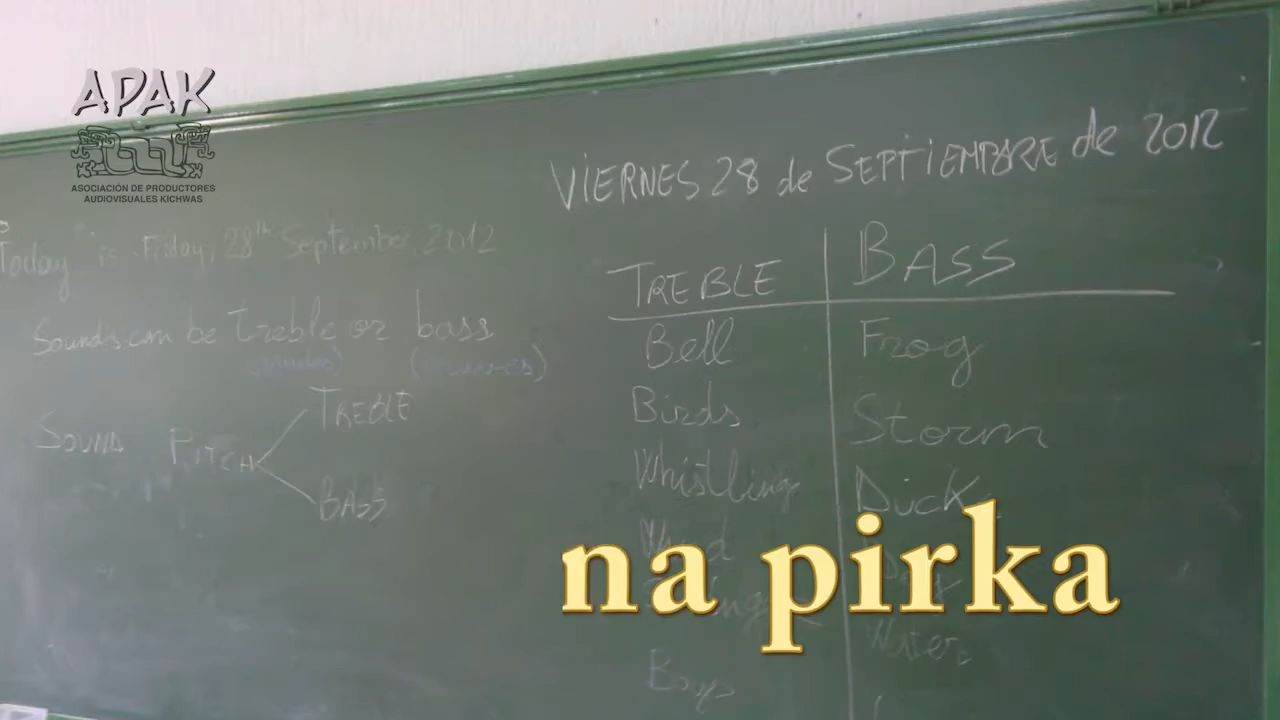 APAK
ASOCIACIÓN DE PRODUCTORES
AUDIOVISUALES KICHWAS
VIERNES 28 de SEPTIEMBRE de 2012
Today is Friday, 28th September, 2012
Sounds can be treble or bass
SOUND PITCH
TREBLE
BASS
TREBLE BASS
Bell Frog
Birds Storm
Whistling Duck
Water
na pirka